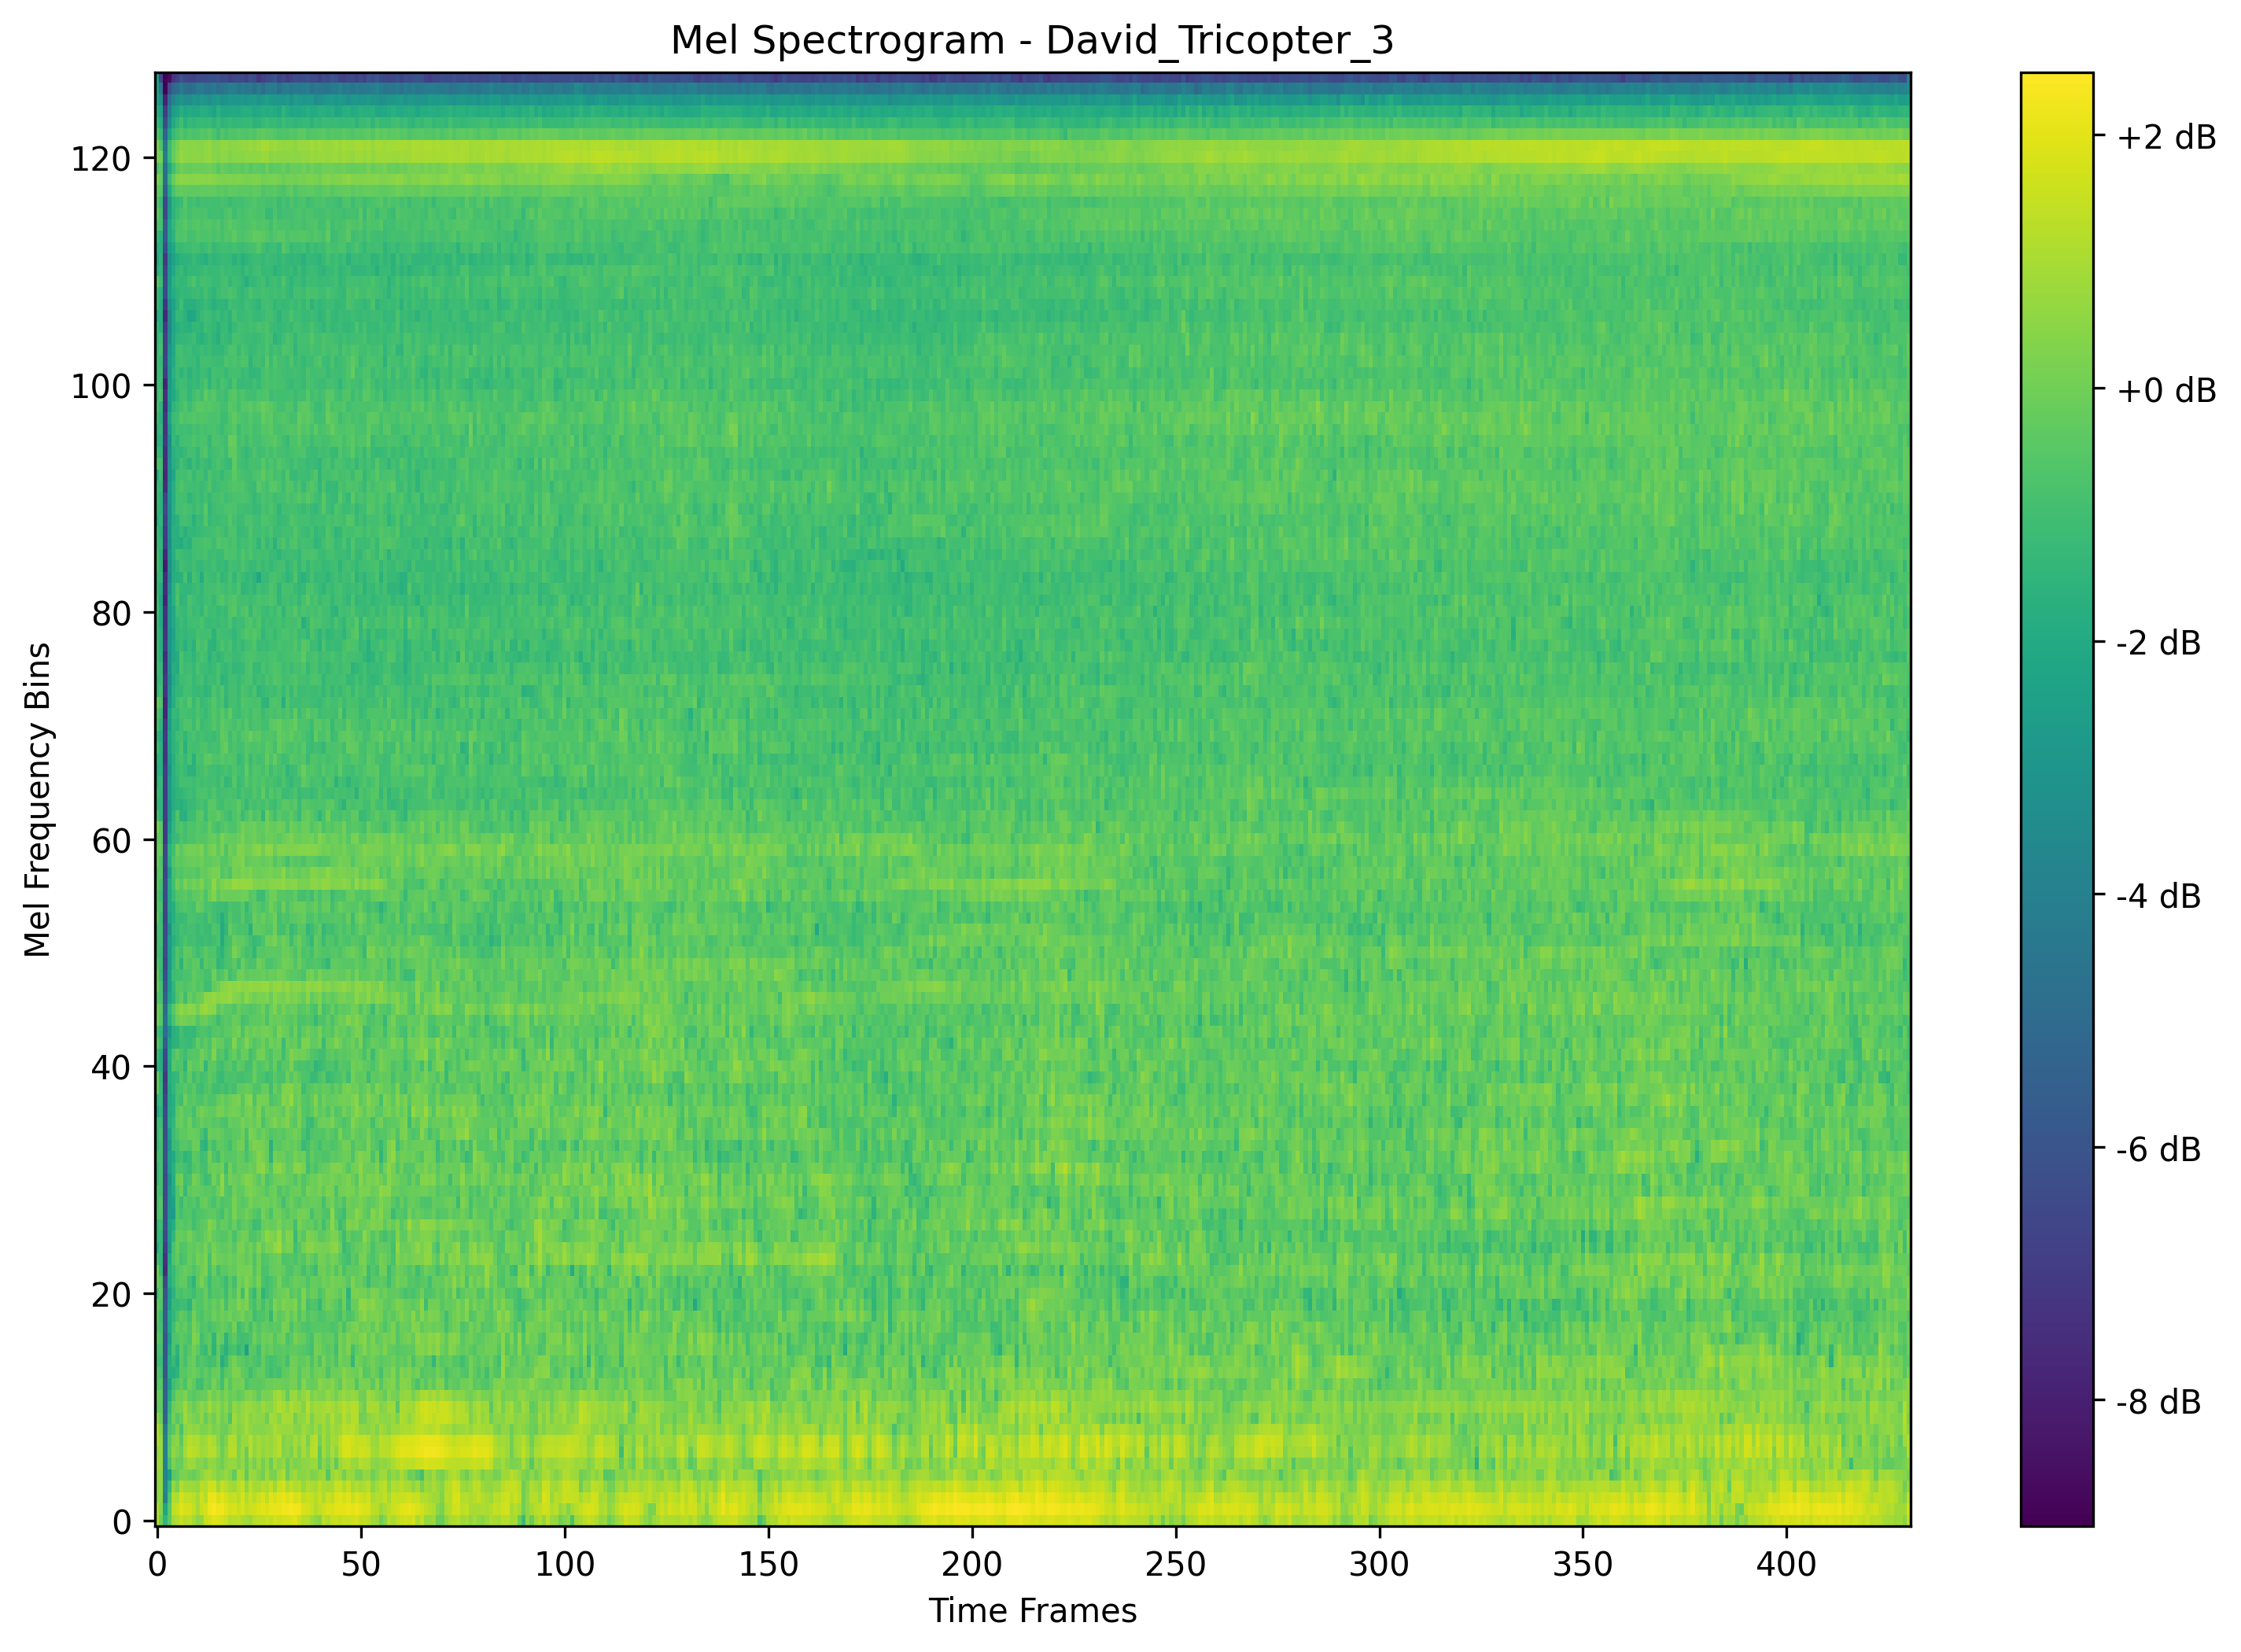 Mel Spectrogram - David_Tricopter_3
Mel Frequency Bins
120
100
80
60
40
20
0
0 50 100 150 200 250 300 350 400
Time Frames
+2 dB
+0 dB
-2 dB
-4 dB
-6 dB
-8 dB